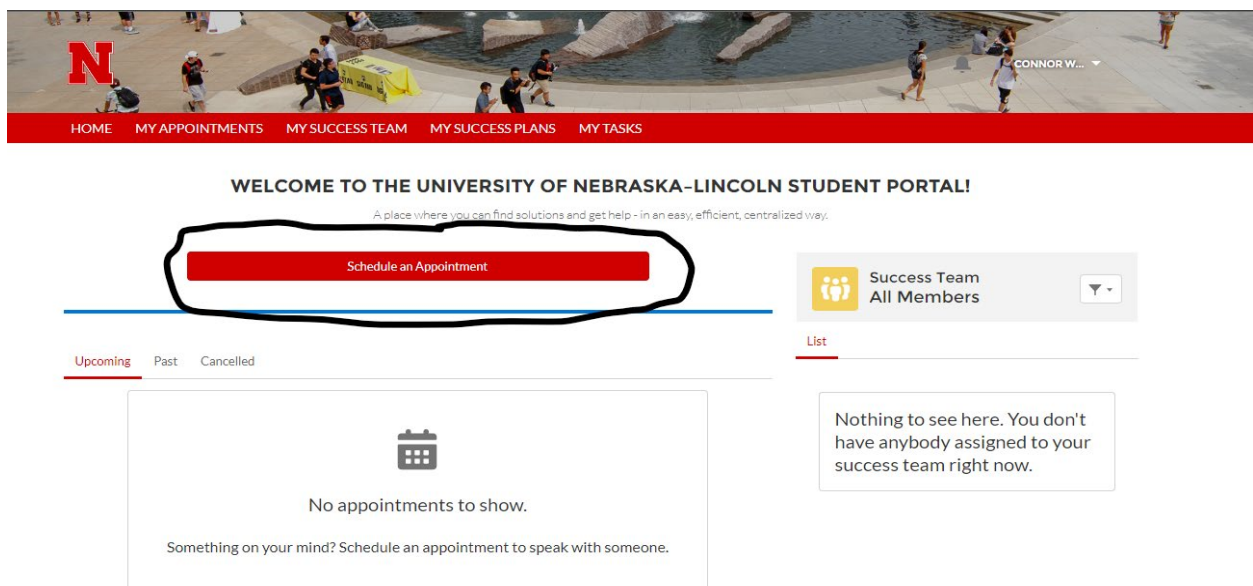 N
CONNOR W...
HOME MY APPOINTMENTS MY SUCCESS TEAM MY SUCCESS PLANS MY TASKS
WELCOME TO THE UNIVERSITY OF NEBRASKA–LINCOLN STUDENT PORTAL!
A place where you can find solutions and get help - in an easy, efficient, centralized way.
Schedule an Appointment
Success Team
All Members
List
Upcoming Past Cancelled
Nothing to see here. You don't
have anybody assigned to your
success team right now.
No appointments to show.
Something on your mind? Schedule an appointment to speak with someone.